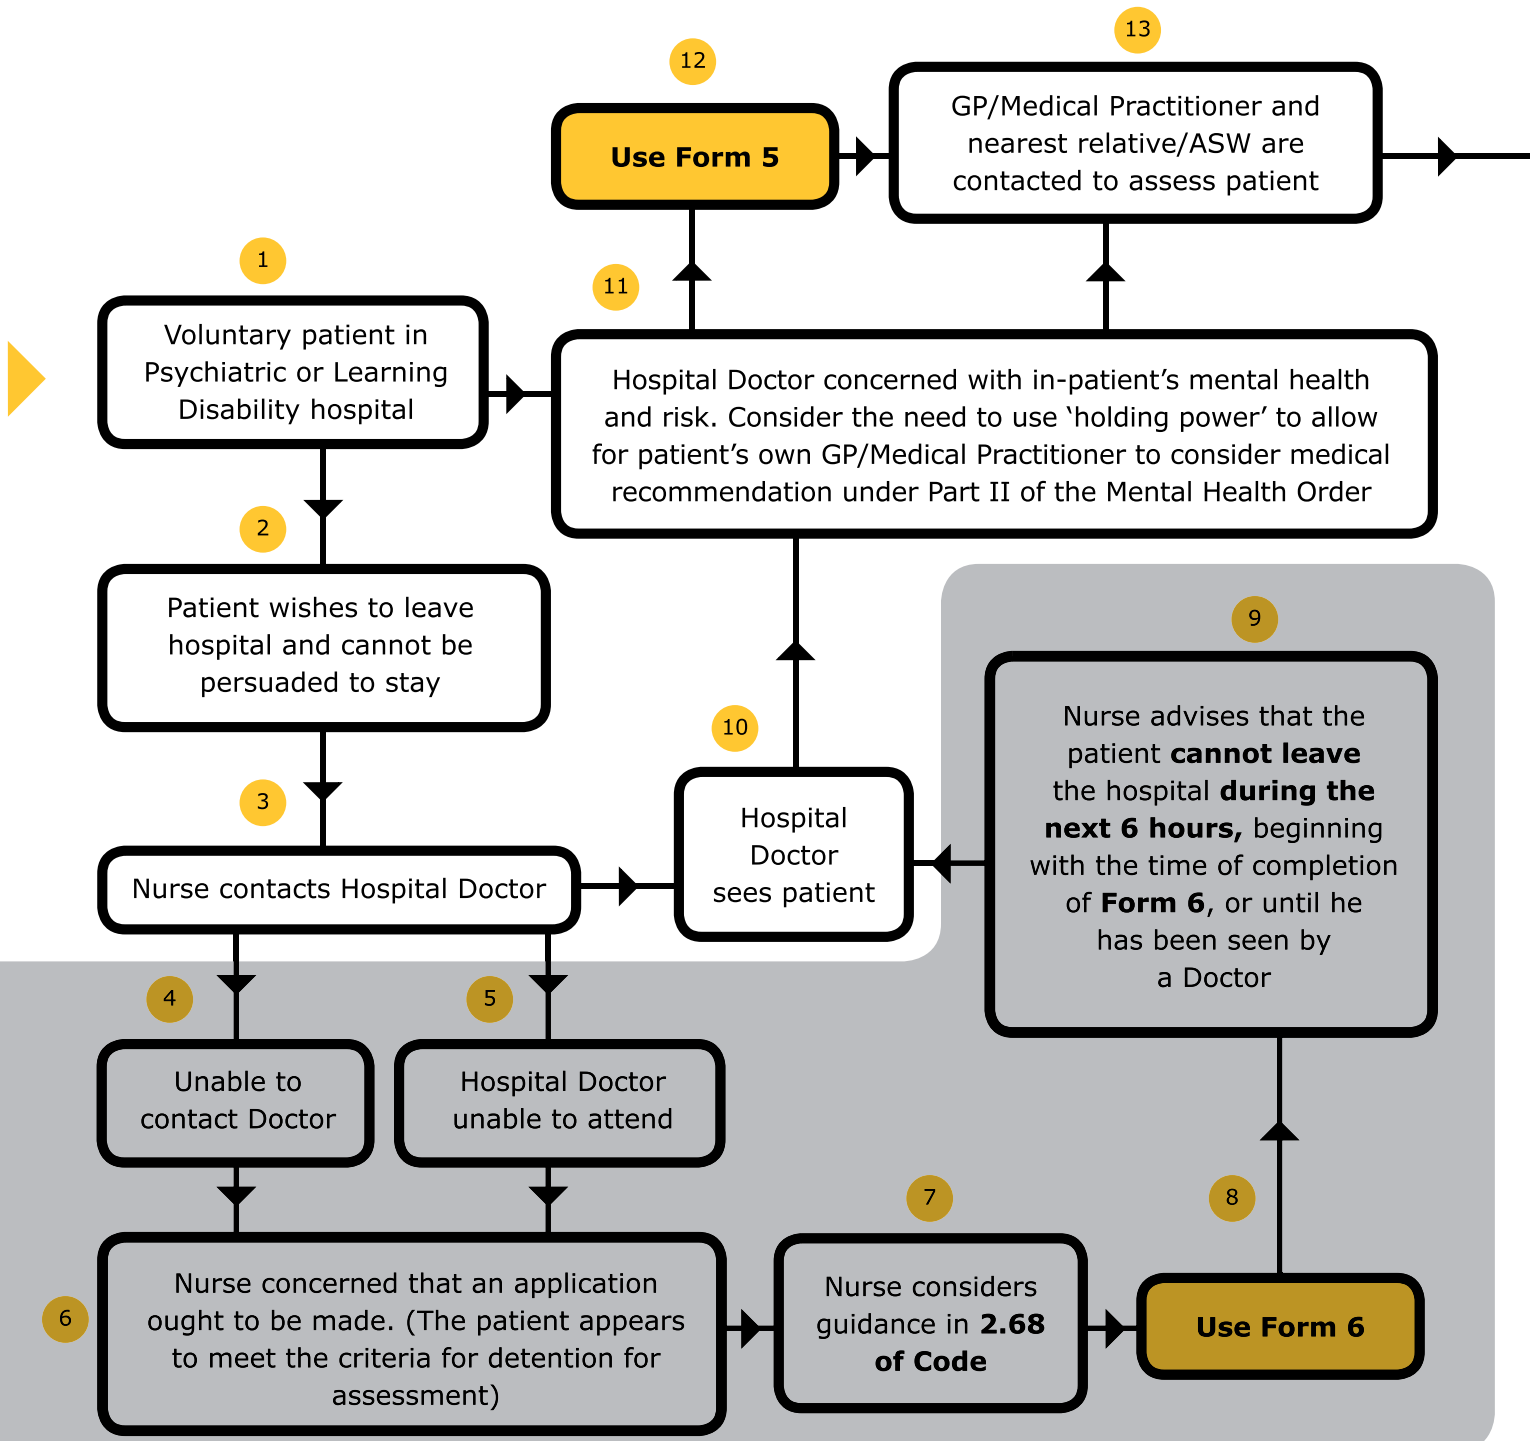 1
Voluntary patient in
Psychiatric or Learning
Disability hospital
2
Patient wishes to leave
hospital and cannot be
persuaded to stay
3
Nurse contacts Hospital Doctor
4
Unable to
contact Doctor
5
Hospital Doctor
unable to attend
6
Nurse concerned that an application
ought to be made. (The patient appears
to meet the criteria for detention for
assessment)
7
Nurse considers
guidance in 2.68
of Code
8
Use Form 6
9
Nurse advises that the
patient cannot leave
the hospital during the
next 6 hours, beginning
with the time of completion
of Form 6, or until he
has been seen by
a Doctor
10
Hospital
Doctor
sees patient
11
Hospital Doctor concerned with in-patient’s mental health
and risk. Consider the need to use ‘holding power’ to allow
for patient’s own GP/Medical Practitioner to consider medical
recommendation under Part II of the Mental Health Order
12
Use Form 5
13
GP/Medical Practitioner and
nearest relative/ASW are
contacted to assess patient